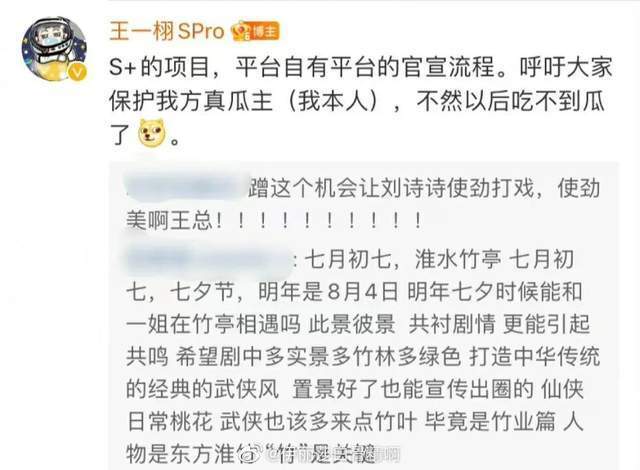 王一栩SPro 博主
S+的项目，平台自有平台的官宣流程。呼吁大家
保护我方真瓜主（我本人），不然以后吃不到瓜
了。
蹭这个机会让刘诗诗使劲打戏，使劲
美啊王总！！！！！！！！！！
：七月初七，淮水竹亭 七月初
七，七夕节，明年是8月4日 明年七夕时候能和
一姐在竹亭相遇吗 此景彼景 共衬剧情 更能引起
共鸣 希望剧中多实景多竹林多绿色 打造中华传统
的经典的武侠风 置景好了也能宣传出圈的 仙侠
日常桃花 武侠也该多来点竹叶 毕竟是竹业篇 人
物是东方淮竹“竹”是关键